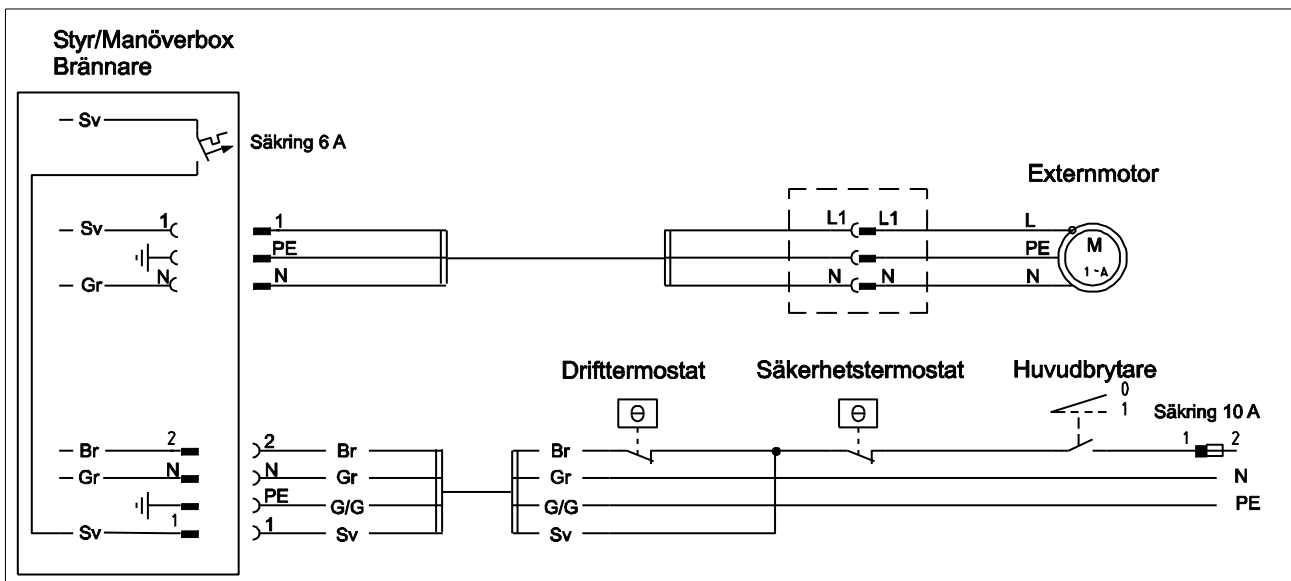 Styr/Manöverbox
Brännare
Sv
Säkring 6 A
Externmotor
Sv 1 1 L1 L1 L
PE PE M
1~A
Gr N N N N N
Drifttermostat Säkerhetstermostat Huvudbrytare
0
1
Säkring 10 A
θ θ
Br 2 2 Br Br 1 2
Gr N N Gr Gr N
PE G/G G/G PE
Sv 1 1 Sv Sv